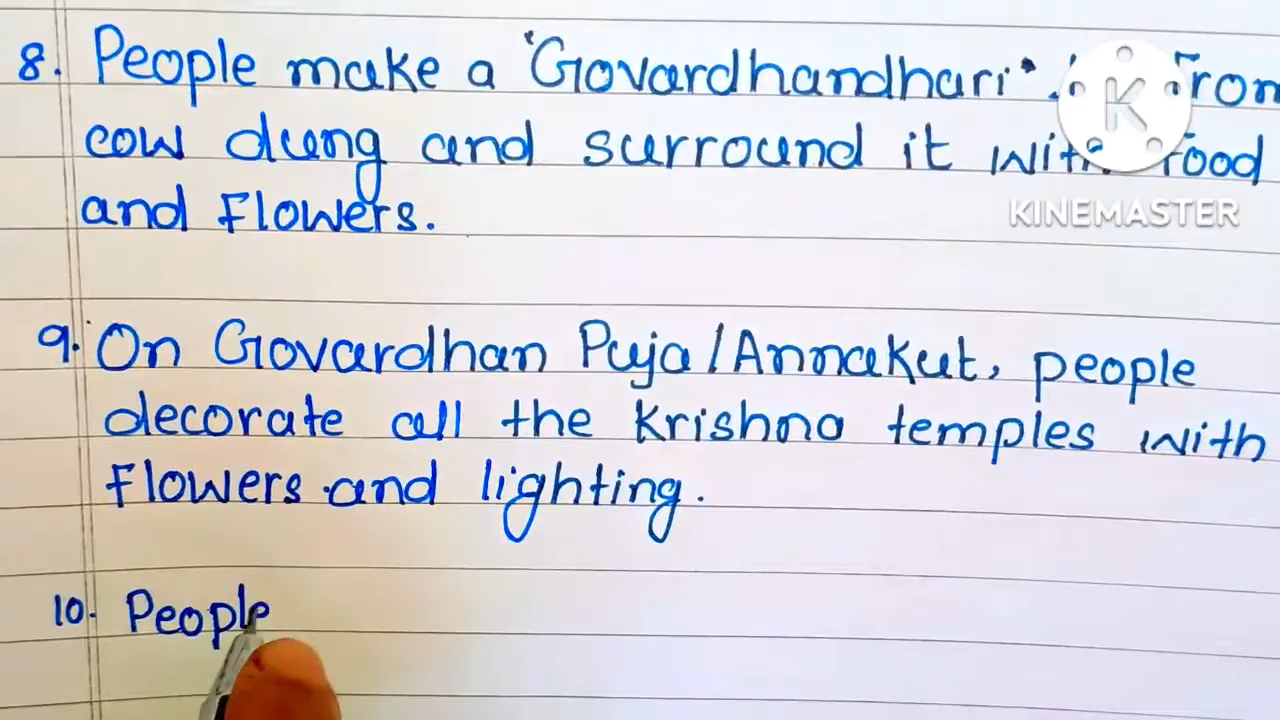 8. People make a 'Govardhandhari' from
cow dung and surround it with food
and Flowers.
KINEMASTER
9. On Govardhan Puja/Annakut, people
decorate all the Krishna temples with
Flowers and lighting.
10. People